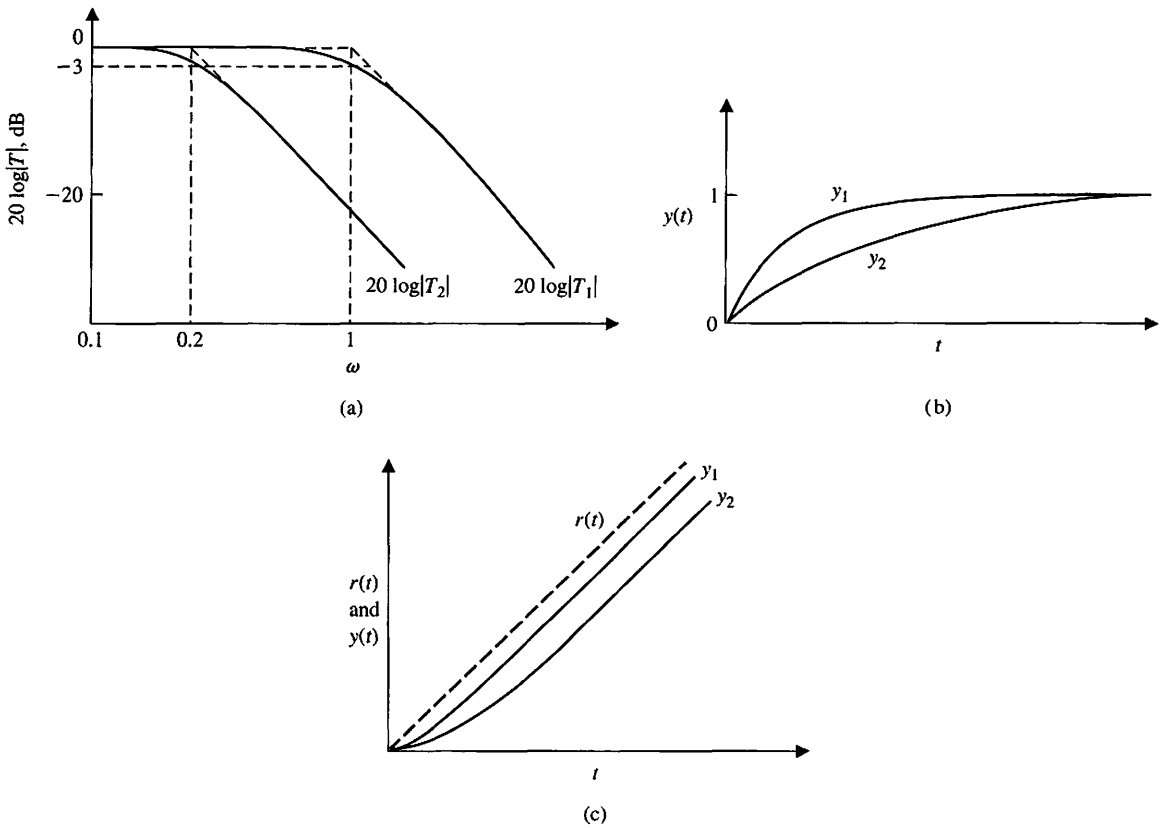 0
−3
20 log|T|, dB
−20
20 log|T₂|
20 log|T₁|
0.1
0.2
1
ω
(a)
1
y(t)
y₁
y₂
0
t
(b)
y₁
y₂
r(t)
r(t)
and
y(t)
t
(c)